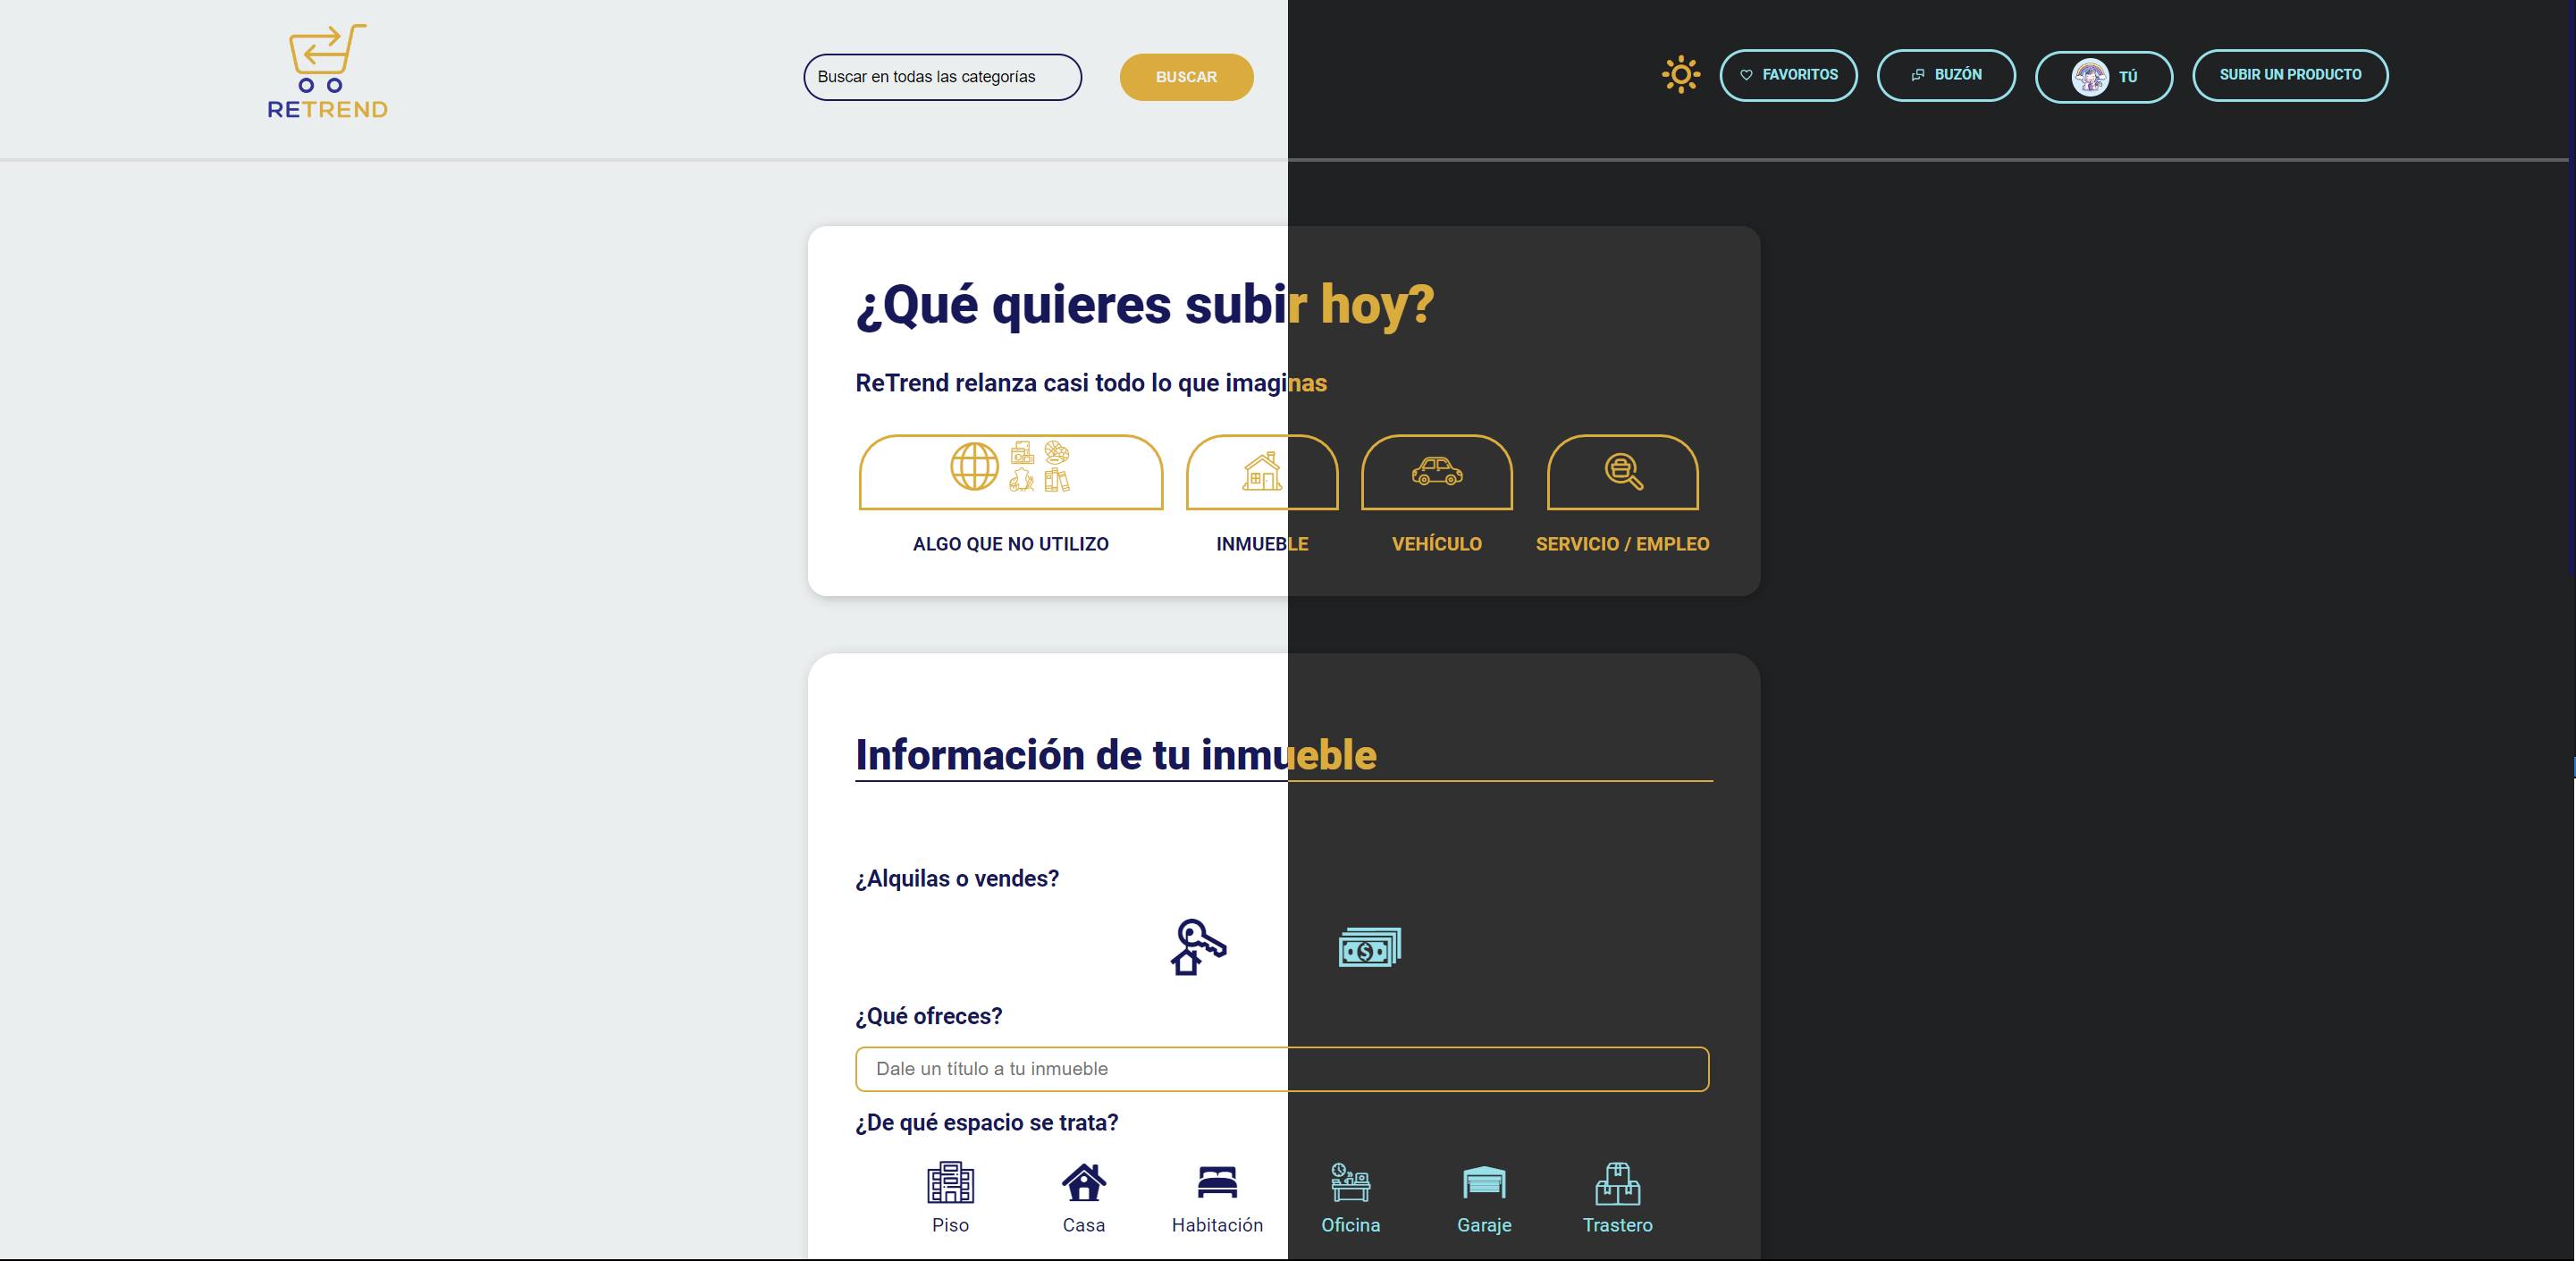 RETREND
Buscar en todas las categorías
BUSCAR
FAVORITOS
BUZÓN
TÚ
SUBIR UN PRODUCTO
¿Qué quieres subir hoy?
ReTrend relanza casi todo lo que imaginas
ALGO QUE NO UTILIZO
INMUEBLE
VEHÍCULO
SERVICIO / EMPLEO
Información de tu inmueble
¿Alquilas o vendes?
¿Qué ofreces?
Dale un título a tu inmueble
¿De qué espacio se trata?
Piso
Casa
Habitación
Oficina
Garaje
Trastero